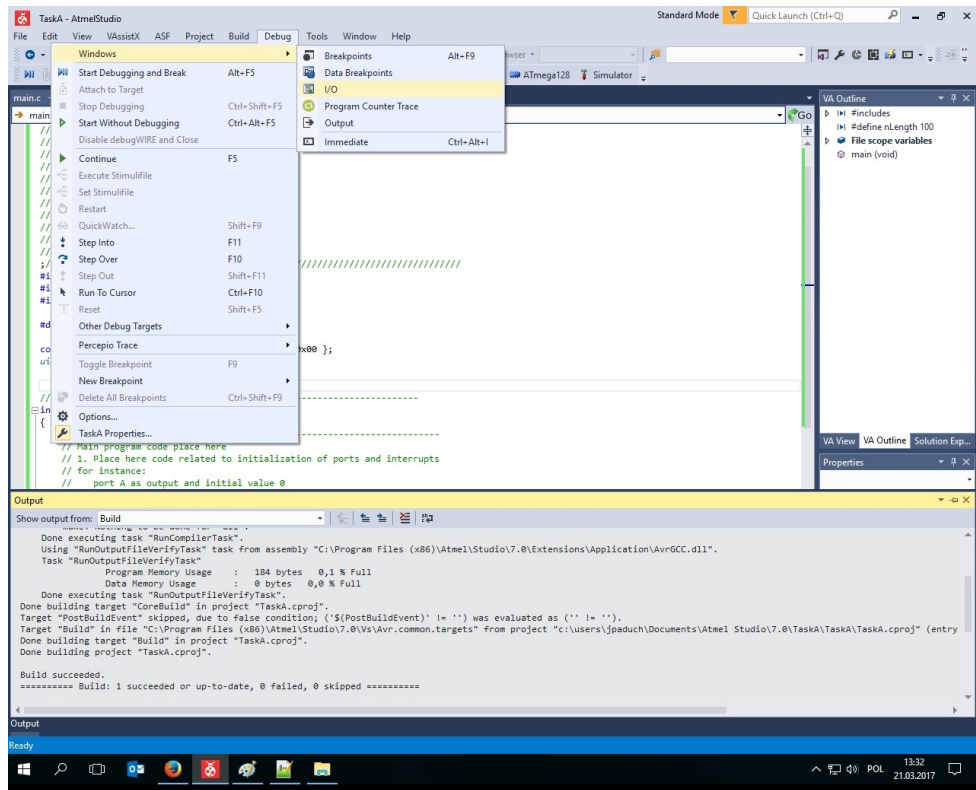 TaskA - AtmelStudio
Standard Mode
Quick Launch (Ctrl+Q)
File Edit View VAssistX ASF Project Build Debug Tools Window Help
Windows
Start Debugging and Break Alt+F5
Attach to Target
Stop Debugging Ctrl+Shift+F5
Start Without Debugging Ctrl+Alt+F5
Disable debugWIRE and Close
Continue F5
Execute Stimulifile
Set Stimulifile
Restart
QuickWatch... Shift+F9
Step Into F11
Step Over F10
Step Out Shift+F11
Run To Cursor Ctrl+F10
Reset Shift+F5
Other Debug Targets
Percepio Trace
Toggle Breakpoint F9
New Breakpoint
Delete All Breakpoints Ctrl+Shift+F9
Options...
TaskA Properties...
Breakpoints Alt+F9
Data Breakpoints
I/O
Program Counter Trace
Output
Immediate Ctrl+Alt+I
wser
ATmega128 Simulator
main.c
main
Go
//
//
//
//
//
//
//
//
//
//
//
;/ //////////////////////////////
#i
#i
#i
#d
co 0x00 };
ui
// ------------------------
in
{
---------------------------
// Main program code place here
// 1. Place here code related to initialization of ports and interrupts
// for instance:
// port A as output and initial value 0
VA Outline
#includes
#define nLength 100
File scope variables
main (void)
VA View VA Outline Solution Exp...
Properties
Output
Show output from: Build
make: Nothing to be done for 'all'.
Done executing task "RunCompilerTask".
Using "RunOutputFileVerifyTask" task from assembly "C:\Program Files (x86)\Atmel\Studio\7.0\Extensions\Application\AvrGCC.dll".
Task "RunOutputFileVerifyTask"
Program Memory Usage : 184 bytes 0,1 % Full
Data Memory Usage : 0 bytes 0,0 % Full
Done executing task "RunOutputFileVerifyTask".
Done building target "CoreBuild" in project "TaskA.cproj".
Target "PostBuildEvent" skipped, due to false condition; ('$(PostBuildEvent)' != '') was evaluated as ('' != '').
Target "Build" in file "C:\Program Files (x86)\Atmel\Studio\7.0\Vs\Avr.common.targets" from project "c:\users\jpaduch\Documents\Atmel Studio\7.0\TaskA\TaskA\TaskA.cproj" (entry
Done building target "Build" in project "TaskA.cproj".
Done building project "TaskA.cproj".
Build succeeded.
========== Build: 1 succeeded or up-to-date, 0 failed, 0 skipped ==========
Output
Ready
POL
13:32
21.03.2017